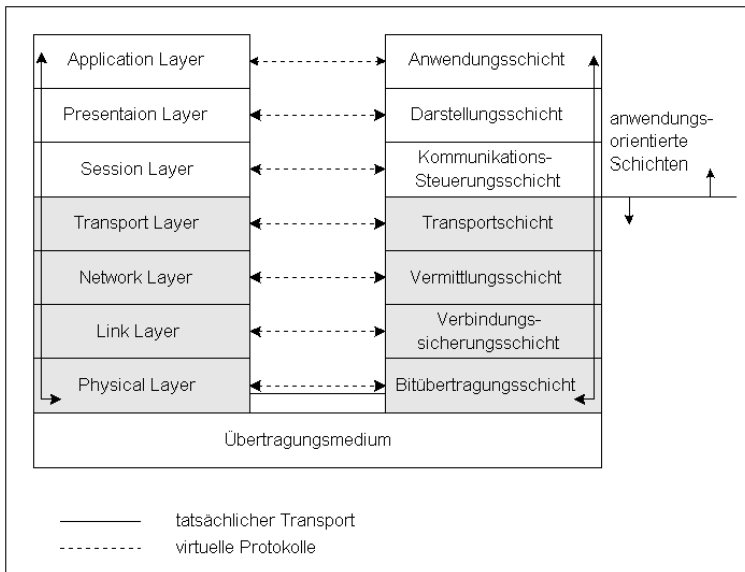 Application Layer
Anwendungsschicht
Presentaion Layer
Darstellungsschicht
anwendungs-
orientierte
Schichten
Session Layer
Kommunikations-
Steuerungsschicht
Transport Layer
Transportschicht
Network Layer
Vermittlungsschicht
Link Layer
Verbindungs-
sicherungsschicht
Physical Layer
Bitübertragungsschicht
Übertragungsmedium
tatsächlicher Transport
virtuelle Protokolle